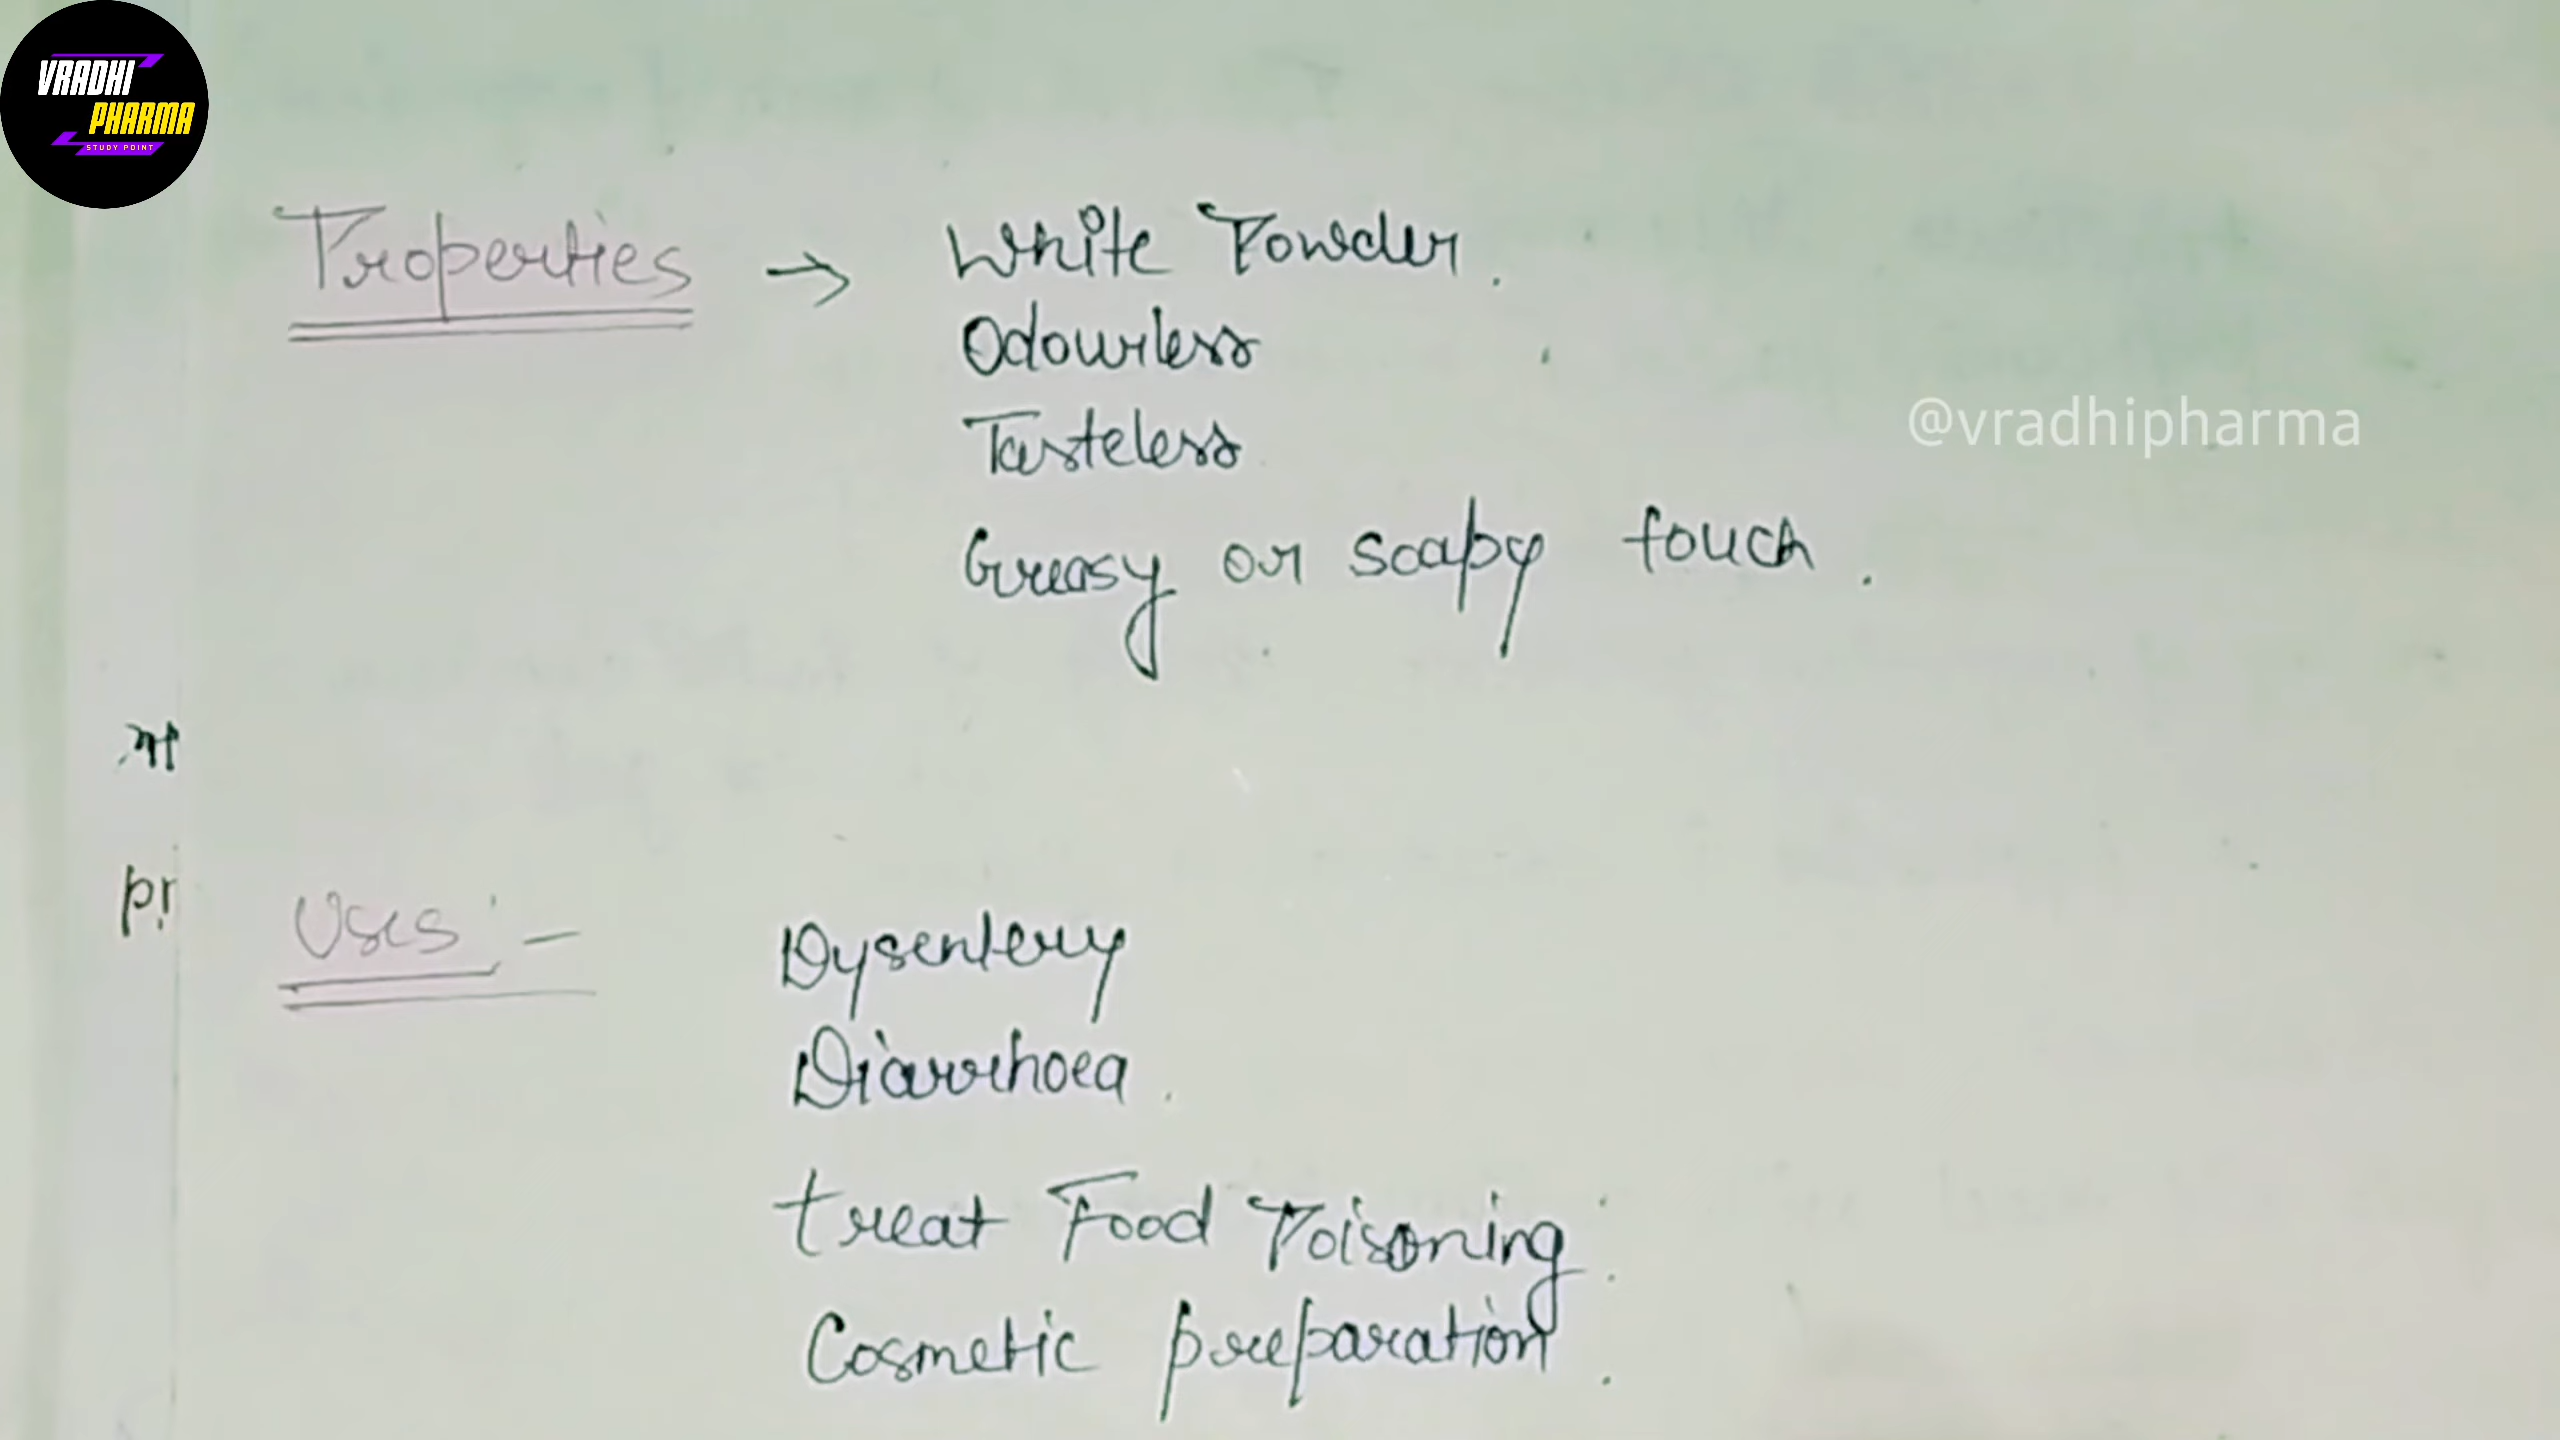 VRADHI
PHARMA
STUDY POINT
Properties → White Powder.
Odourless
Tasteless
@vradhipharma
Greasy or soapy touch.
Uses :- Dysentery
Diarrhoea.
treat Food Poisoning.
Cosmetic preparation.